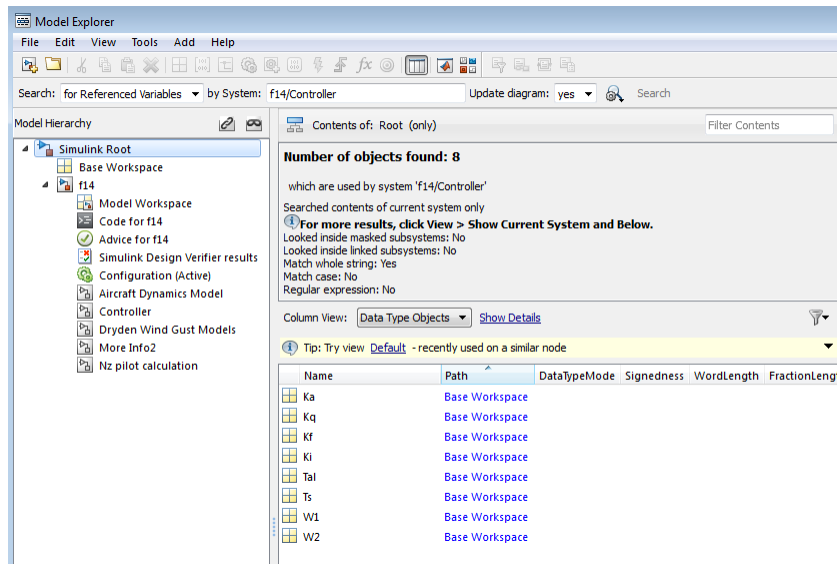 Model Explorer
File Edit View Tools Add Help
Search: for Referenced Variables by System: f14/Controller Update diagram: yes Search
Model Hierarchy
Simulink Root
Base Workspace
f14
Model Workspace
Code for f14
Advice for f14
Simulink Design Verifier results
Configuration (Active)
Aircraft Dynamics Model
Controller
Dryden Wind Gust Models
More Info2
Nz pilot calculation
Contents of: Root (only) Filter Contents
Number of objects found: 8
which are used by system 'f14/Controller'
Searched contents of current system only
For more results, click View > Show Current System and Below.
Looked inside masked subsystems: No
Looked inside linked subsystems: No
Match whole string: Yes
Match case: No
Regular expression: No
Column View: Data Type Objects Show Details
Tip: Try view Default - recently used on a similar node
Name Path DataTypeMode Signedness WordLength FractionLeng
Ka Base Workspace
Kq Base Workspace
Kf Base Workspace
Ki Base Workspace
Tal Base Workspace
Ts Base Workspace
W1 Base Workspace
W2 Base Workspace